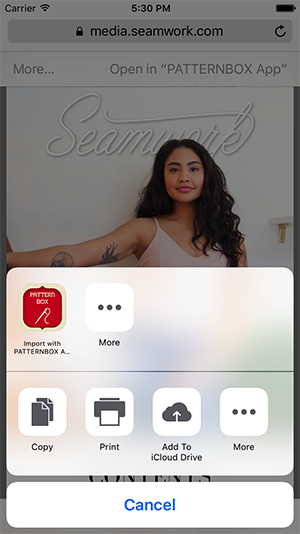 Carrier 5:30 PM
media.seamwork.com
More... Open in “PATTERNBOX App”
Seamwork
PATTERN
BOX
Import with
PATTERNBOX A...
More
Copy
Print
Add To
iCloud Drive
More
CONTENTS
Cancel